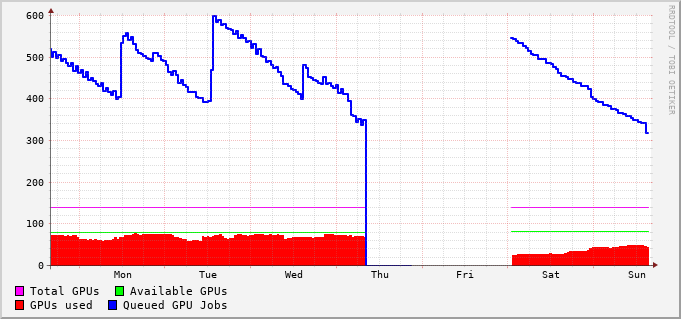 600
500
400
300
200
100
0
Mon Tue Wed Thu Fri Sat Sun
Total GPUs Available GPUs
GPUs used Queued GPU Jobs
RRDTOOL / TOBI OETIKER